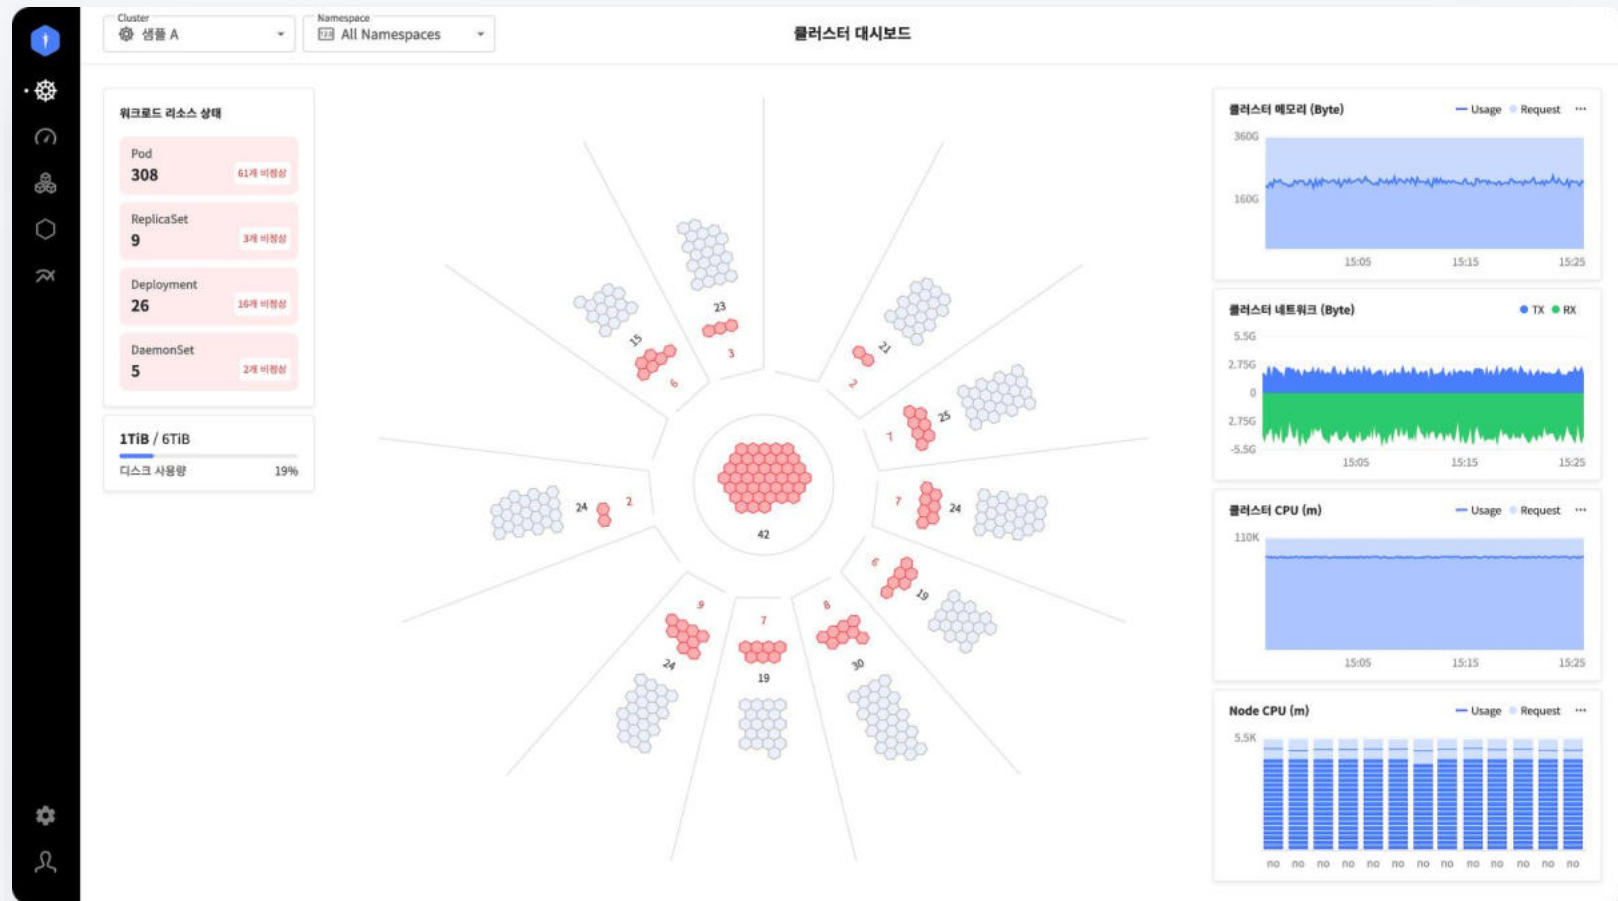 Cluster
샘플 A
Namespace
All Namespaces
클러스터 대시보드
워크로드 리소스 상태
Pod
308
61개 비정상
ReplicaSet
9
3개 비정상
Deployment
26
16개 비정상
DaemonSet
5
2개 비정상
1TiB / 6TiB
디스크 사용량 19%
23
3
15
6
21
2
25
7
24
7
19
6
30
8
19
7
24
9
24
2
42
클러스터 메모리 (Byte)
Usage Request
360G
160G
15:05 15:15 15:25
클러스터 네트워크 (Byte)
TX RX
5.5G
2.75G
0
2.75G
-5.5G
15:05 15:15 15:25
클러스터 CPU (m)
Usage Request
110K
15:05 15:15 15:25
Node CPU (m)
Usage Request
5.5K
no no no no no no no no no no no no no